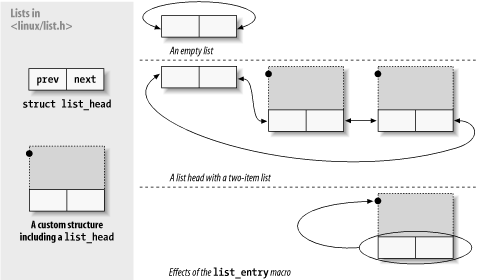 Lists in
<linux/list.h>
prev next
struct list_head
A custom structure
including a list_head
An empty list
A list head with a two-item list
Effects of the list_entry macro